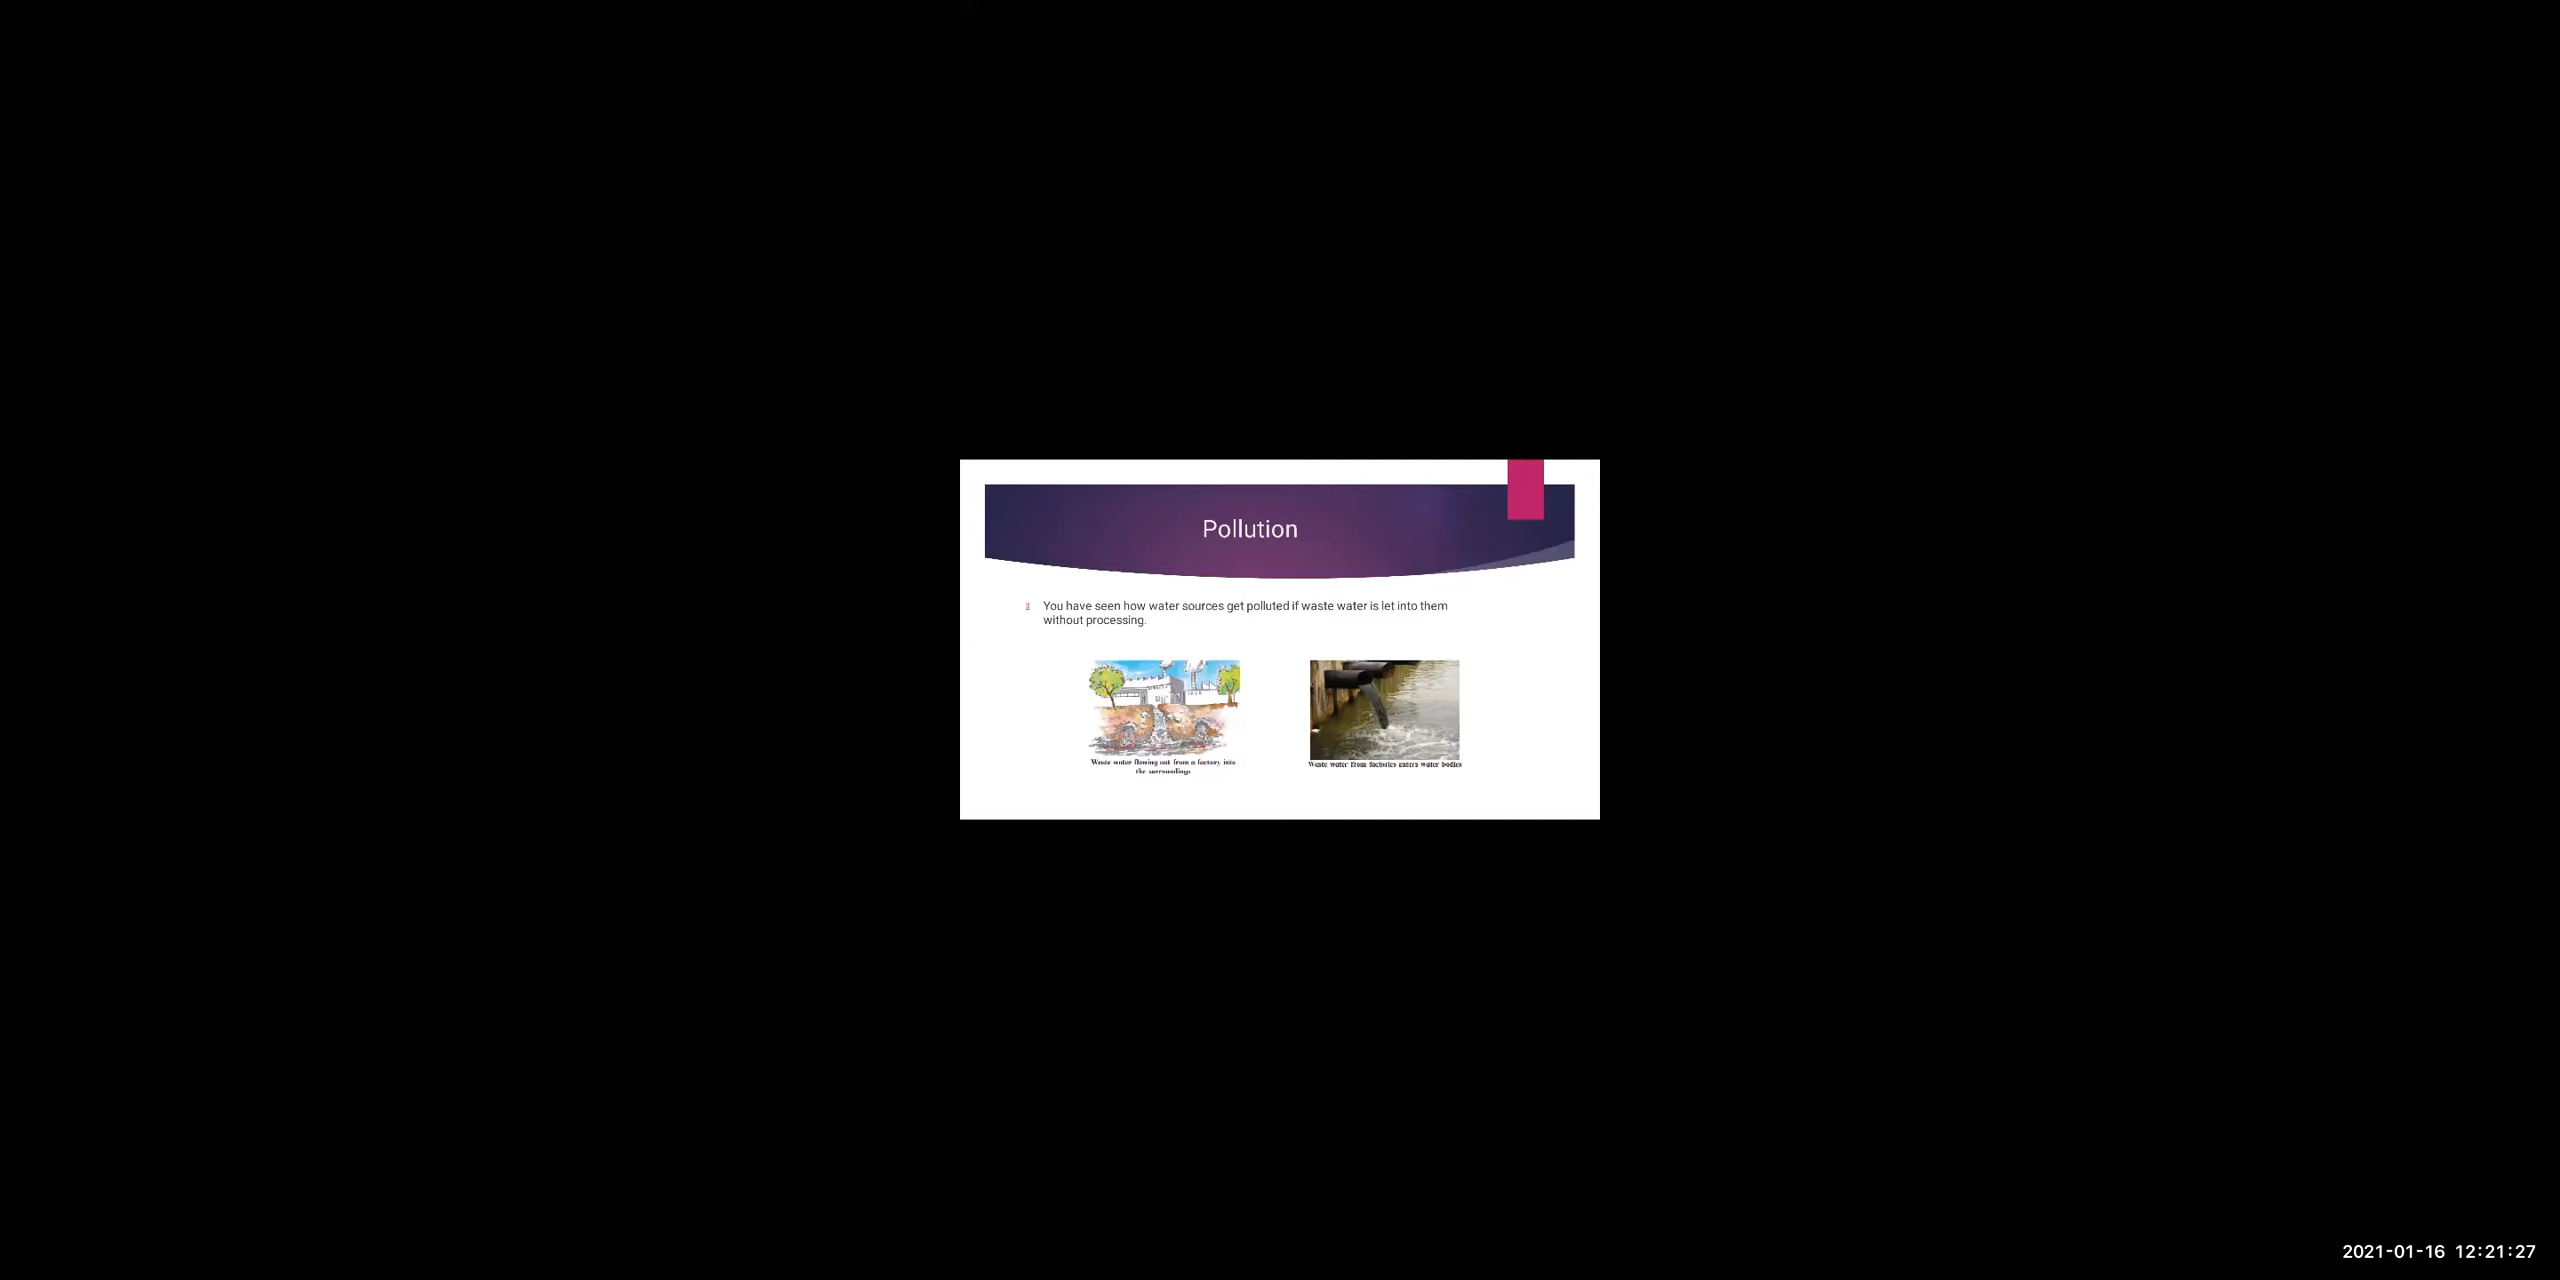 Pollution
You have seen how water sources get polluted if waste water is let into them
without processing.
Waste water flowing out from a factory into
the surroundings
Waste water from factories enters water bodies
2021-01-16 12:21:27